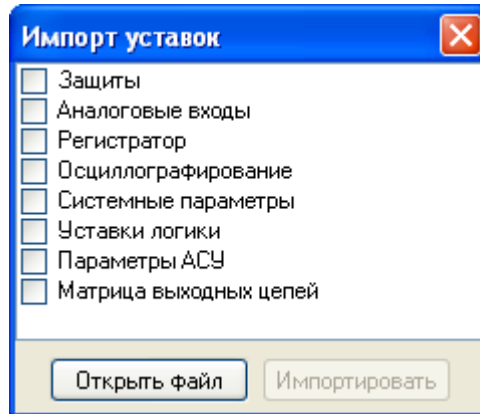 Импорт уставок
Защиты
Аналоговые входы
Регистратор
Осциллографирование
Системные параметры
Уставки логики
Параметры АСУ
Матрица выходных цепей
Открыть файл Импортировать